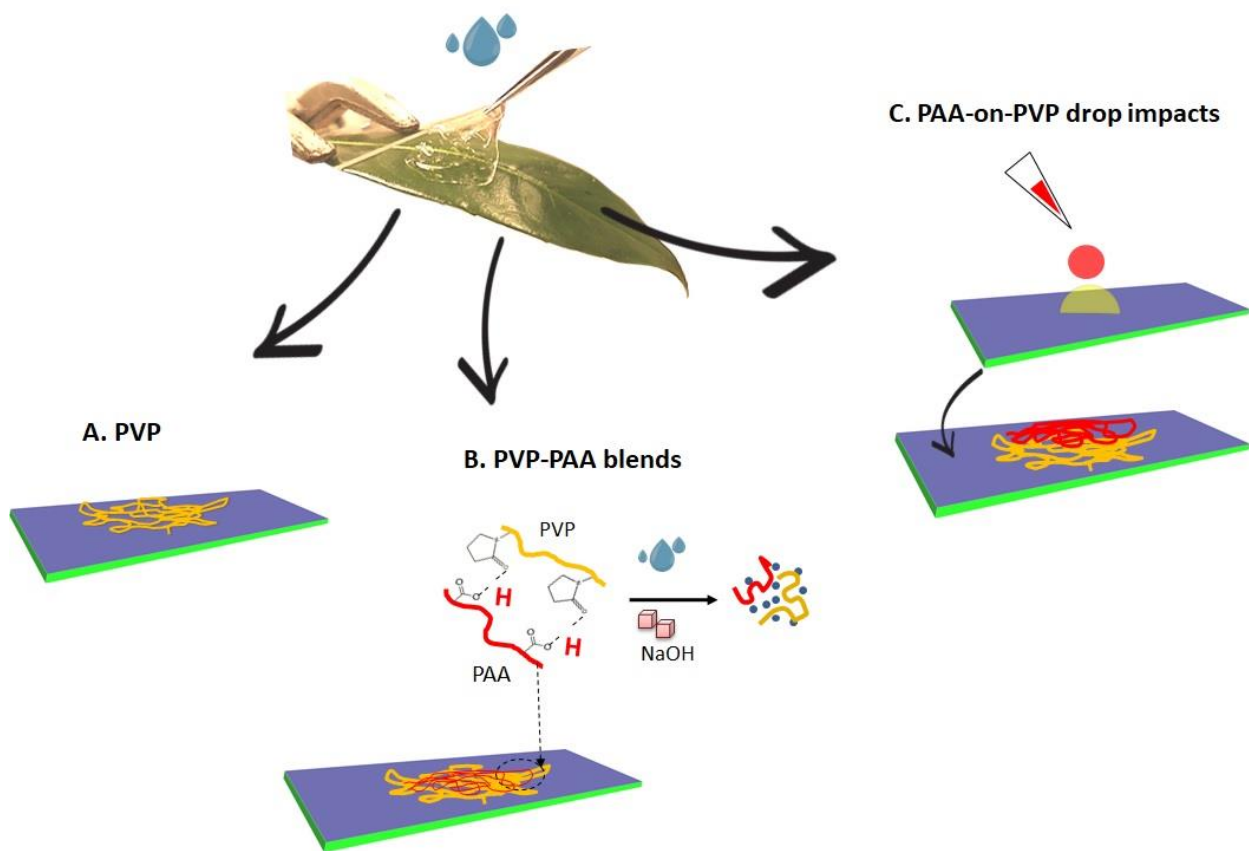 C. PAA-on-PVP drop impacts
A. PVP
B. PVP-PAA blends
PVP
H
H
NaOH
PAA